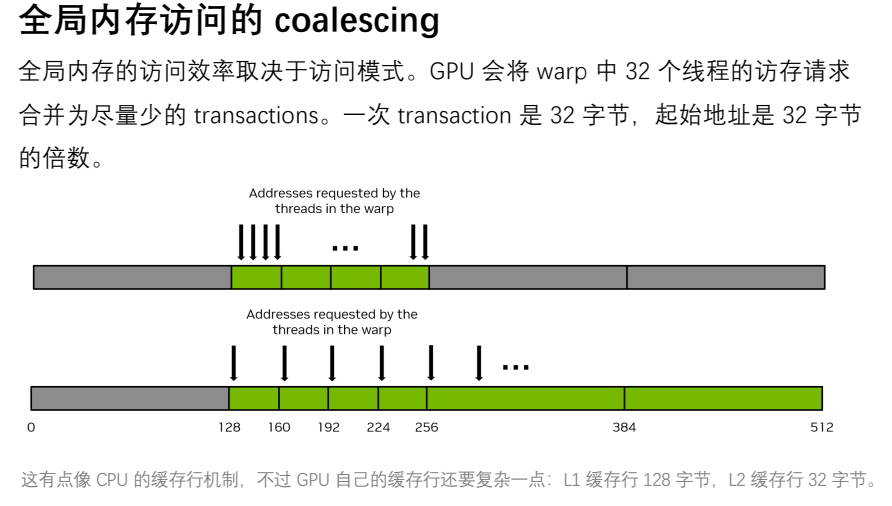 全局内存访问的 coalescing
全局内存的访问效率取决于访问模式。GPU 会将 warp 中 32 个线程的访存请求
合并为尽量少的 transactions。一次 transaction 是 32 字节，起始地址是 32 字节
的倍数。
Addresses requested by the
threads in the warp
...
Addresses requested by the
threads in the warp
...
0 128 160 192 224 256 384 512
这有点像 CPU 的缓存行机制，不过 GPU 自己的缓存行还要复杂一点：L1 缓存行 128 字节，L2 缓存行 32 字节。